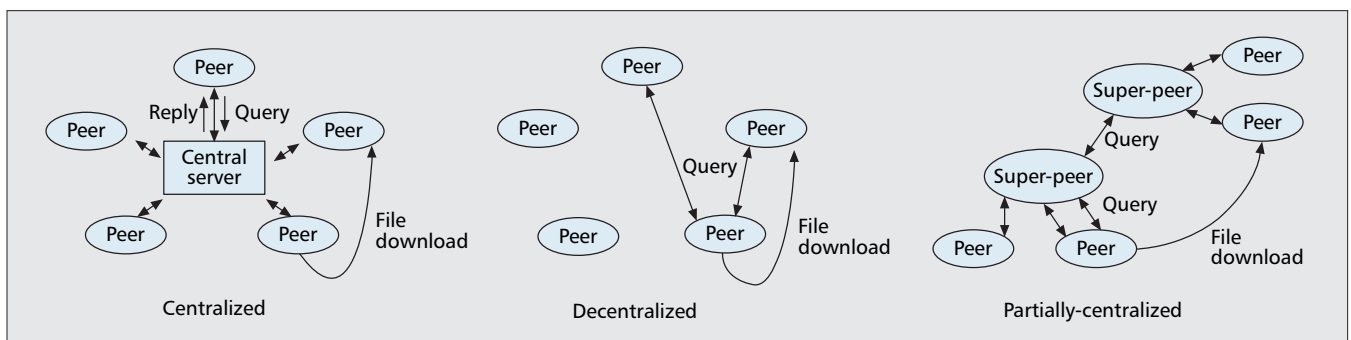 Peer
Reply
Query
Peer
Peer
Central
server
Peer
Peer
File
download
Centralized
Peer
Peer
Peer
Query
Peer
Peer
File
download
Decentralized
Peer
Super-peer
Peer
Query
Super-peer
Query
Peer
Peer
File
download
Partially-centralized